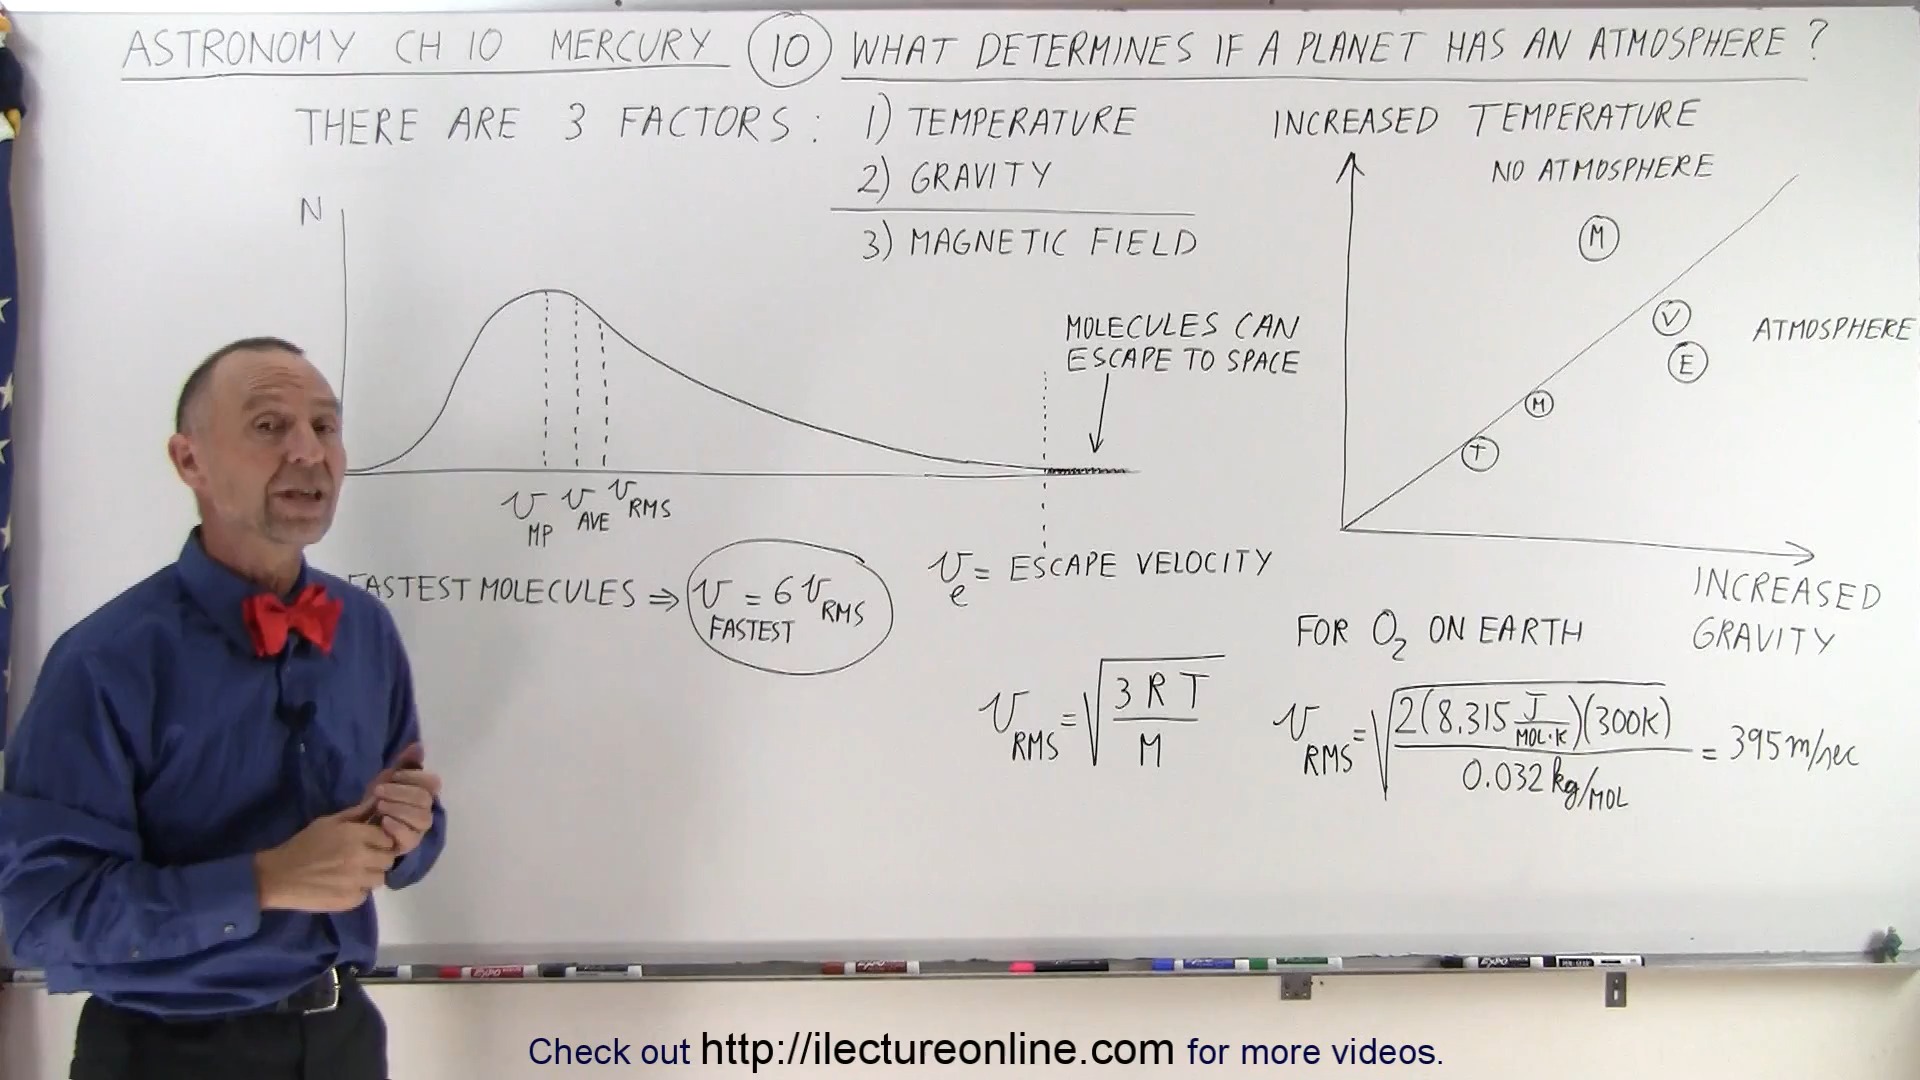 ASTRONOMY CH 10 MERCURY 10 WHAT DETERMINES IF A PLANET HAS AN ATMOSPHERE ?
THERE ARE 3 FACTORS : 1) TEMPERATURE
2) GRAVITY
3) MAGNETIC FIELD
N
v MP v AVE v RMS
MOLECULES CAN
ESCAPE TO SPACE
FASTEST MOLECULES ⇒ v FASTEST = 6 v RMS
v e = ESCAPE VELOCITY
v RMS = √(3 R T / M)
INCREASED TEMPERATURE
NO ATMOSPHERE
M
V
E
ATMOSPHERE
M
T
INCREASED
GRAVITY
FOR O₂ ON EARTH
v RMS = √(2(8.315 J/MOL·K)(300K) / 0.032 kg/MOL) = 395 m/sec
EXPO
EXPO
EXPO
Check out http://ilectureonline.com for more videos.